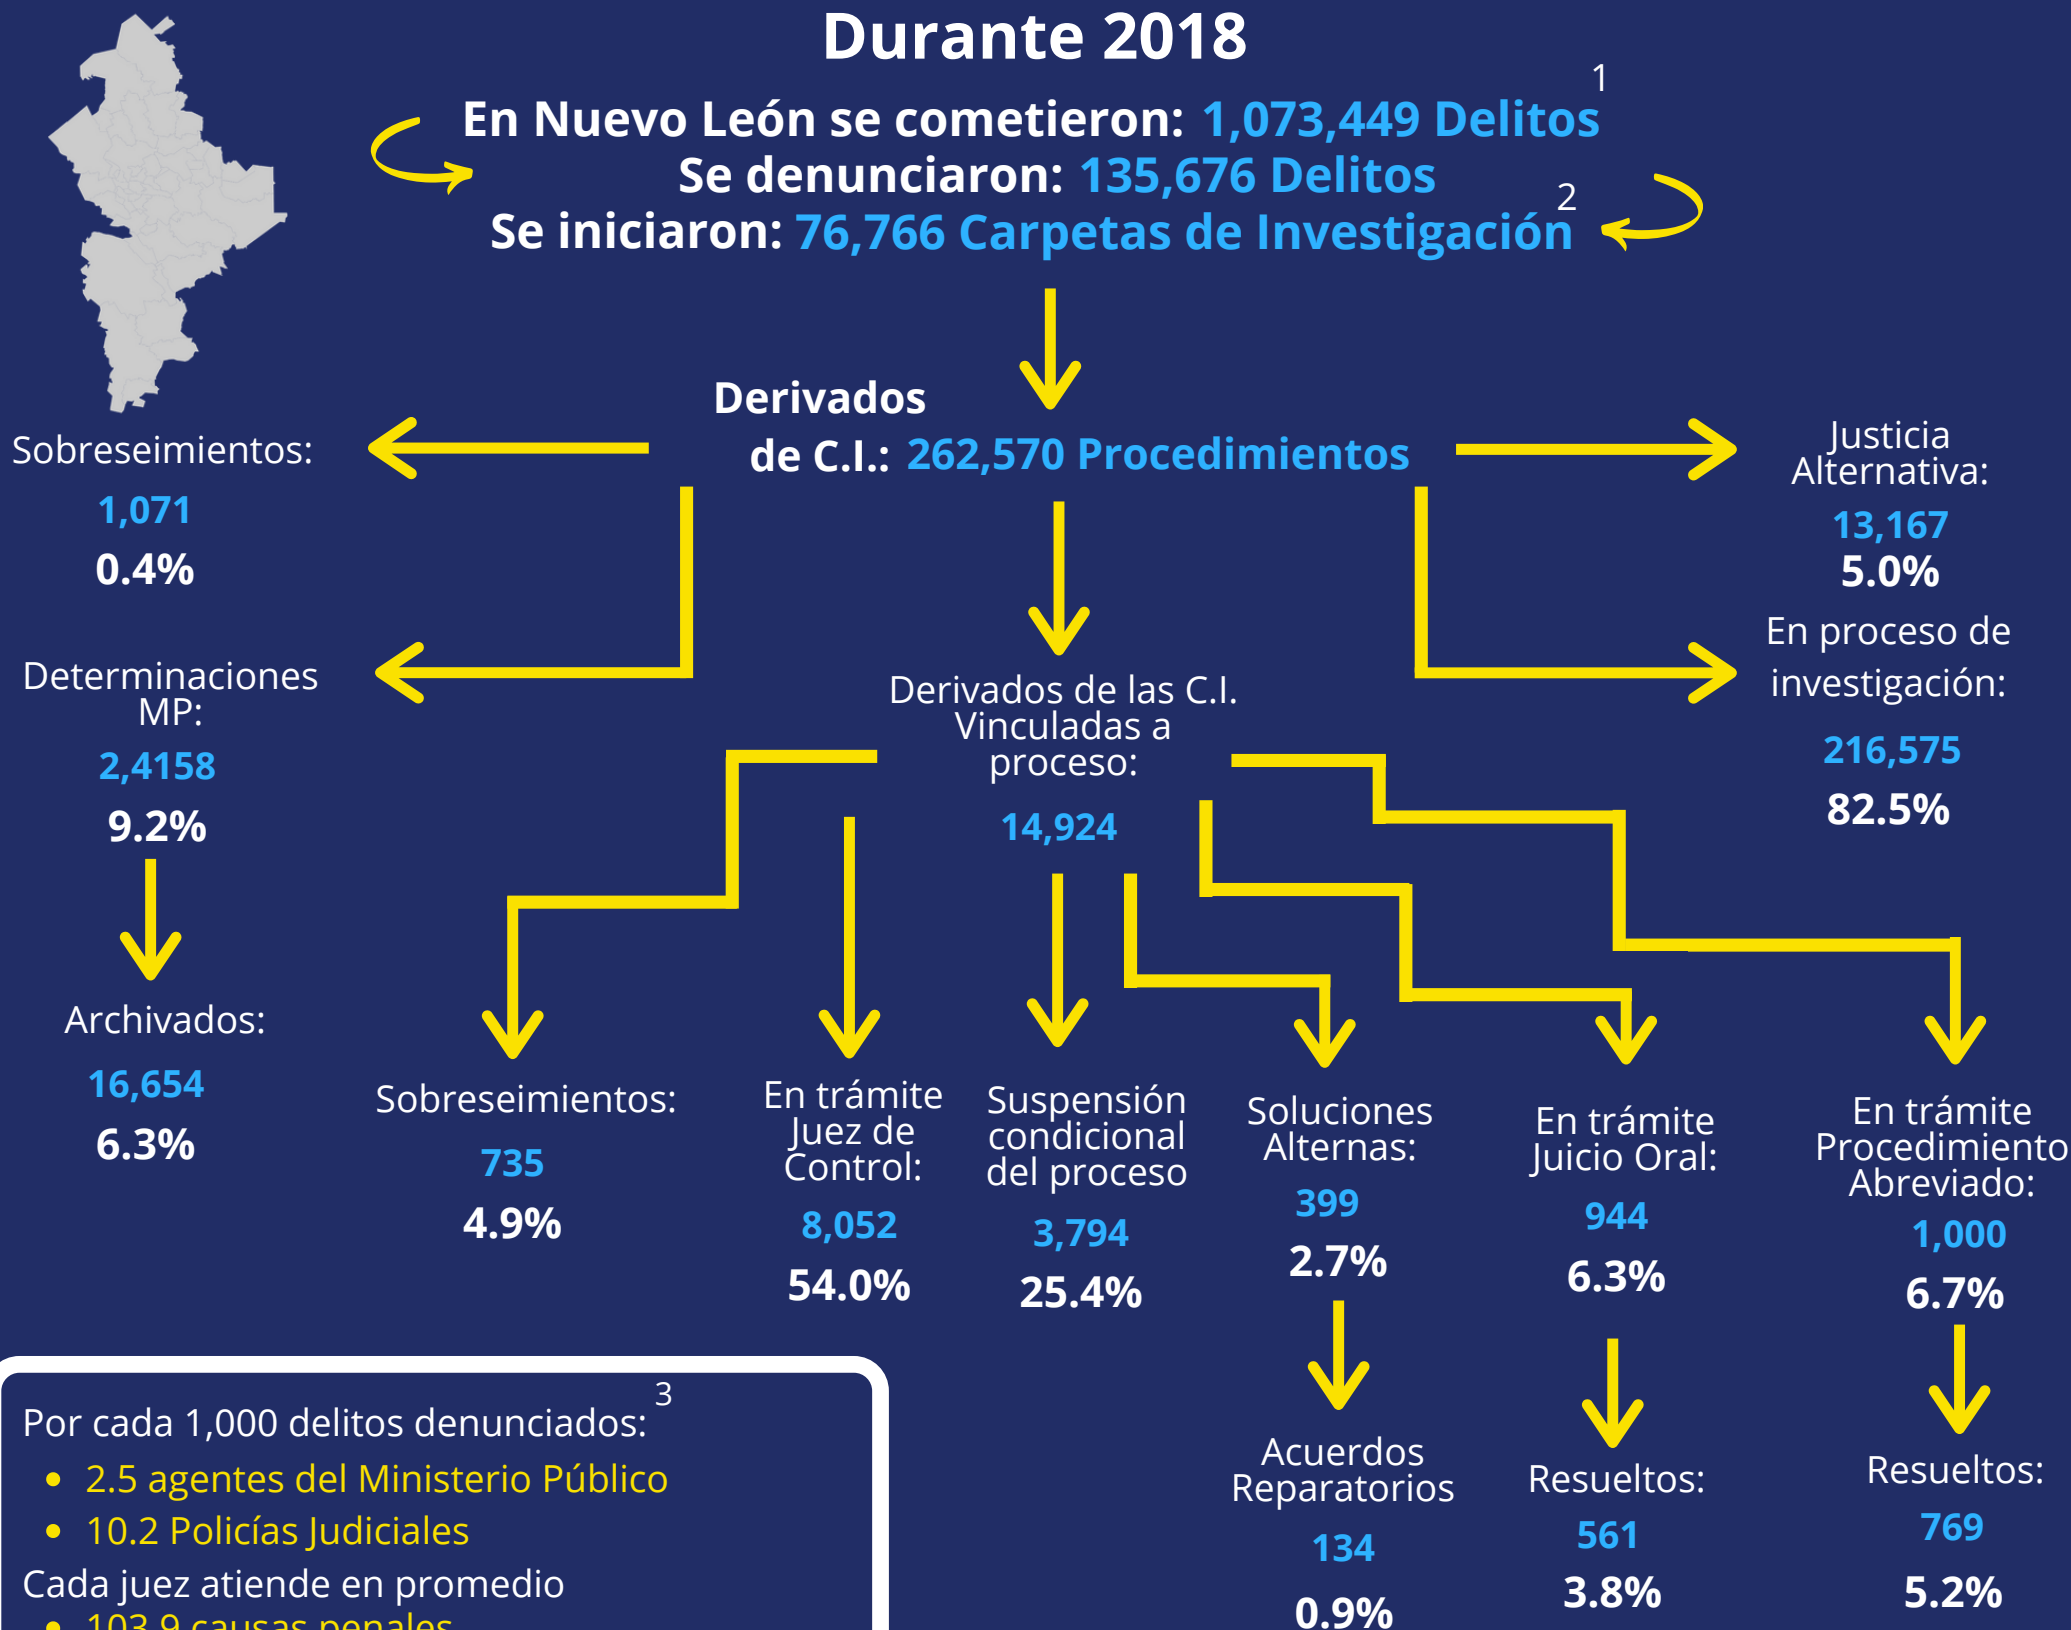 Durante 2018
En Nuevo León se cometieron: 1,073,449 Delitos 1
Se denunciaron: 135,676 Delitos
Se iniciaron: 76,766 Carpetas de Investigación 2
Derivados
de C.I.: 262,570 Procedimientos
Sobreseimientos:
1,071
0.4%
Justicia
Alternativa:
13,167
5.0%
Determinaciones
MP:
2,4158
9.2%
En proceso de
investigación:
216,575
82.5%
Derivados de las C.I.
Vinculadas a
proceso:
14,924
Archivados:
16,654
6.3%
Sobreseimientos:
735
4.9%
En trámite
Juez de
Control:
8,052
54.0%
Suspensión
condicional
del proceso
3,794
25.4%
Soluciones
Alternas:
399
2.7%
En trámite
Juicio Oral:
944
6.3%
En trámite
Procedimiento
Abreviado:
1,000
6.7%
Acuerdos
Reparatorios
134
0.9%
Resueltos:
561
3.8%
Resueltos:
769
5.2%
Por cada 1,000 delitos denunciados: 3
• 2.5 agentes del Ministerio Público
• 10.2 Policías Judiciales
Cada juez atiende en promedio
• 103.9 causas penales